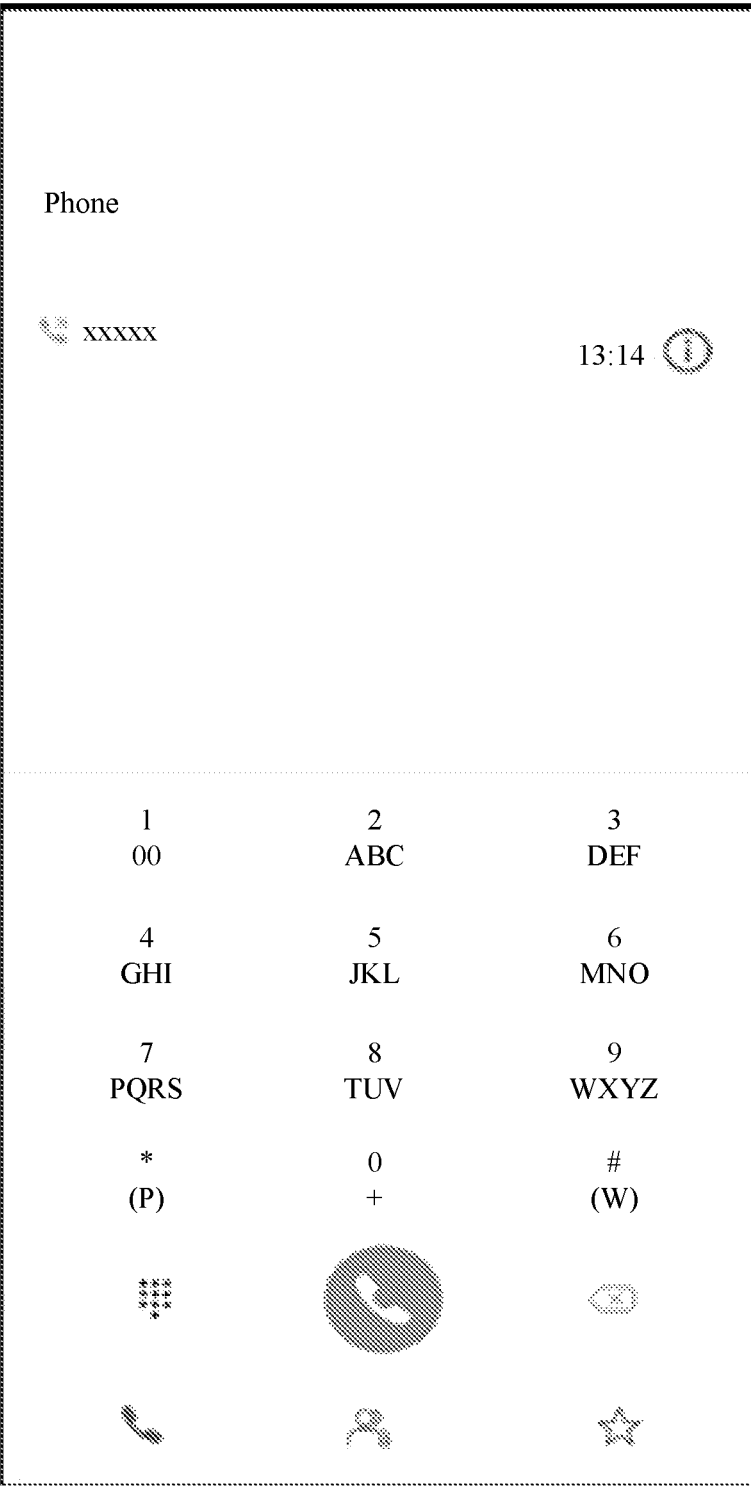 Phone
xxxxx
13:14
1 2 3
00 ABC DEF
4 5 6
GHI JKL MNO
7 8 9
PQRS TUV WXYZ
* 0 #
(P) + (W)